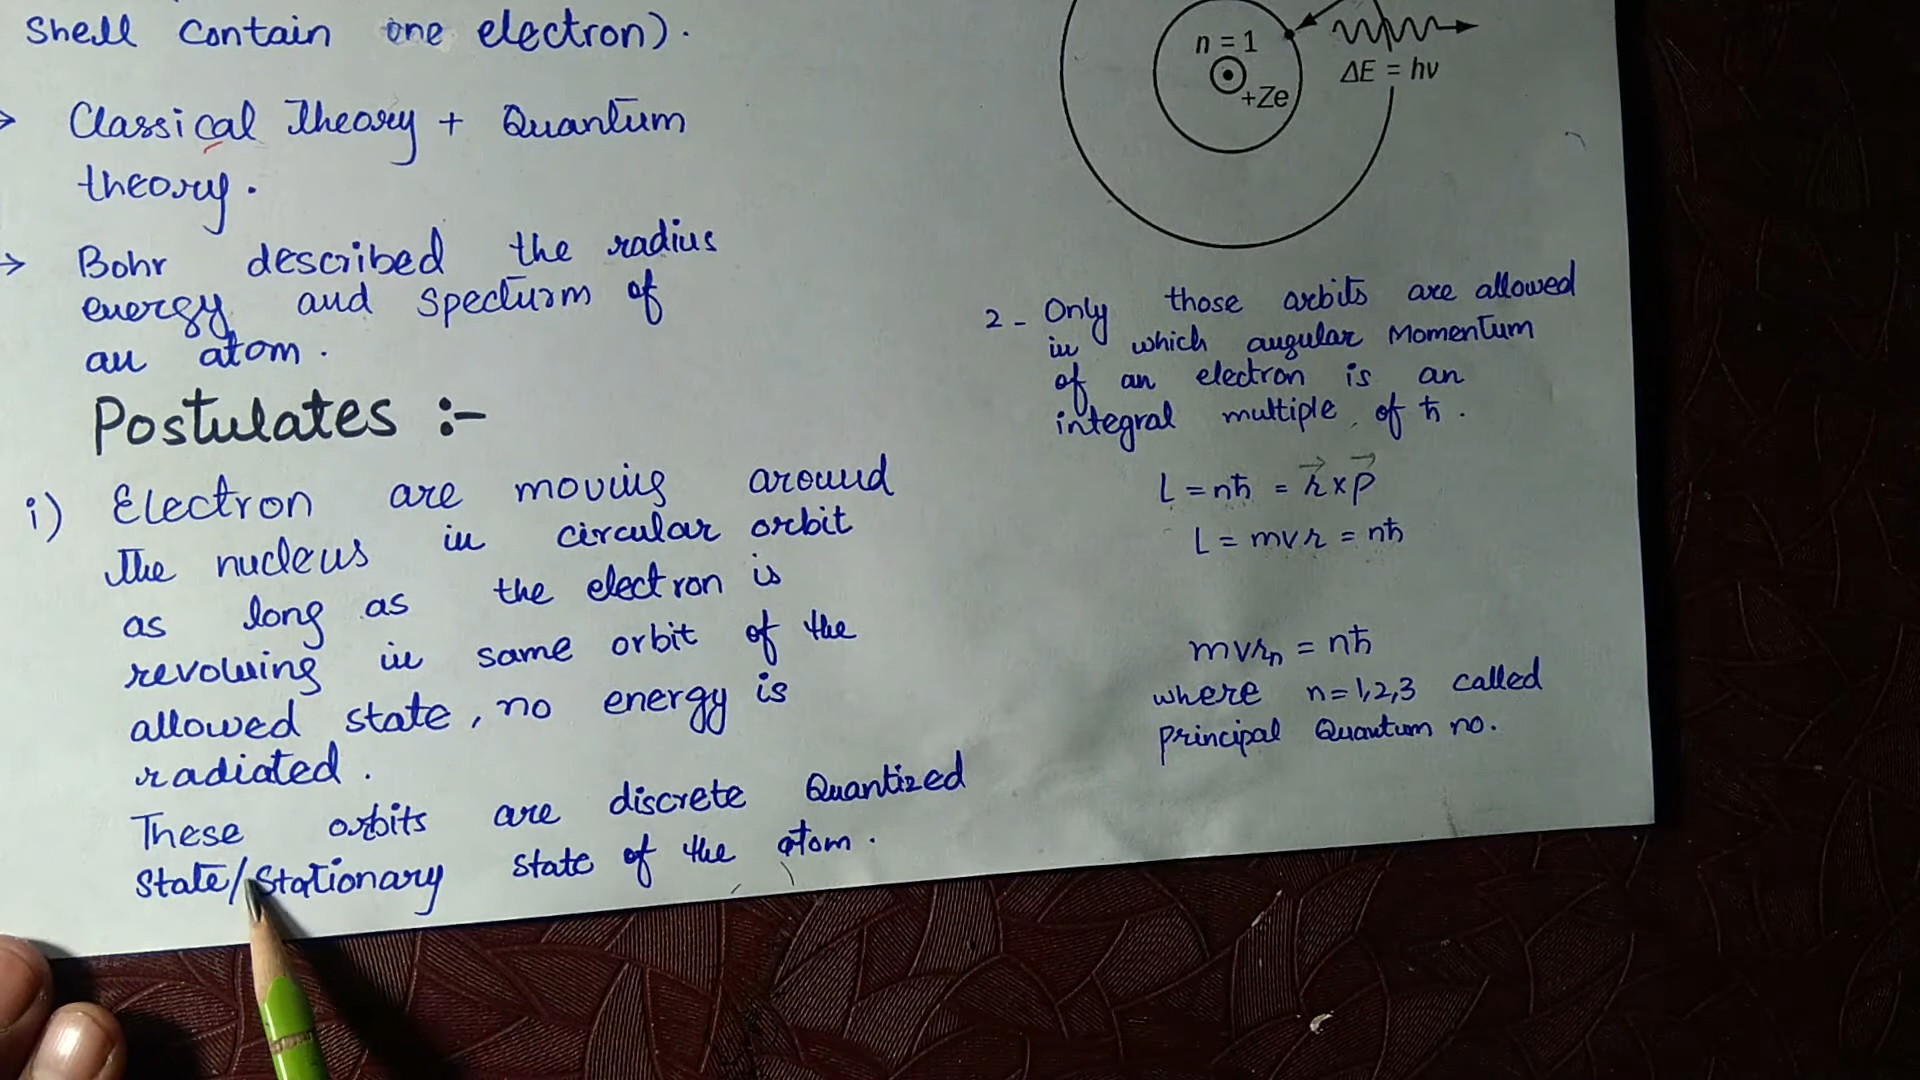 Shell contain one electron).
→ Classical Theory + Quantum
theory.
→ Bohr described the radius
energy and specturm of
an atom.
Postulates :-
i) Electron are moving around
the nucleus in circular orbit
as long as the electron is
revolving in same orbit of the
allowed state, no energy is
radiated.
These orbits are discrete Quantized
state/stationary state of the atom.
n = 1
+Ze
ΔE = hν
2 - Only those orbits are allowed
in which angular Momentum
of an electron is an
integral multiple of ħ.
L = nħ = r⃗ × p⃗
L = mvr = nħ
mvrₙ = nħ
where n=1,2,3 called
principal Quantum no.